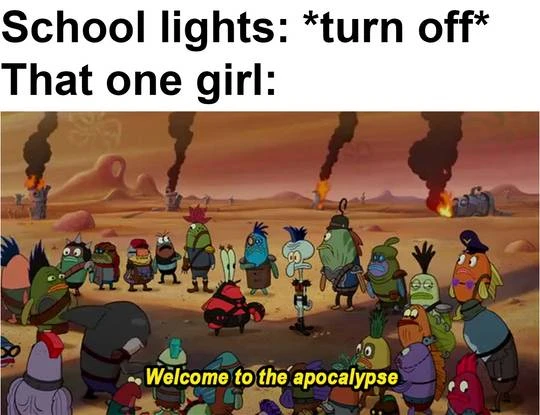 School lights: *turn off*
That one girl:
Welcome to the apocalypse